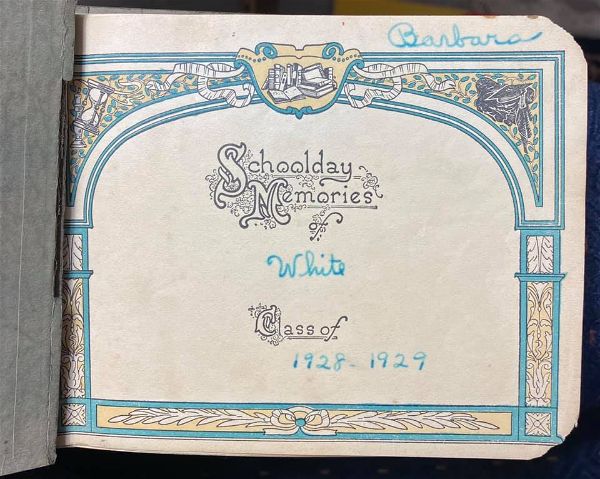 Barbara
Schoolday
Memories
of
White
Class of
1928-1929